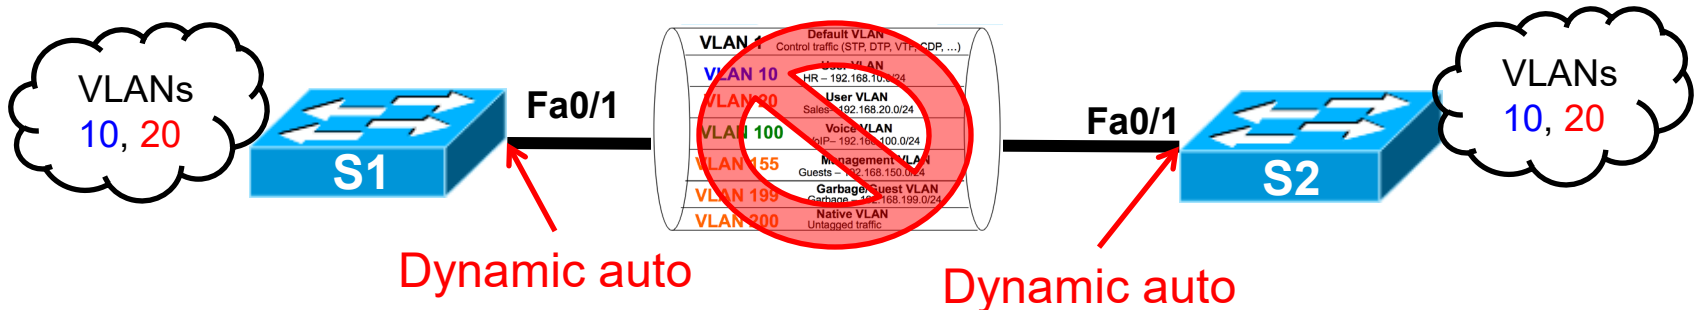 VLANs
10, 20
S1
Fa0/1
VLAN 1 Default VLAN
Control traffic (STP, DTP, VTP, CDP, …)
VLAN 10 User VLAN
HR – 192.168.10.0/24
VLAN 20 User VLAN
Sales– 192.168.20.0/24
VLAN 100 Voice VLAN
VoIP– 192.168.100.0/24
VLAN 155 Management VLAN
Guests – 192.168.150.0/24
VLAN 199 Garbage/Guest VLAN
Garbage – 192.168.199.0/24
VLAN 200 Native VLAN
Untagged traffic
Fa0/1
S2
VLANs
10, 20
Dynamic auto
Dynamic auto